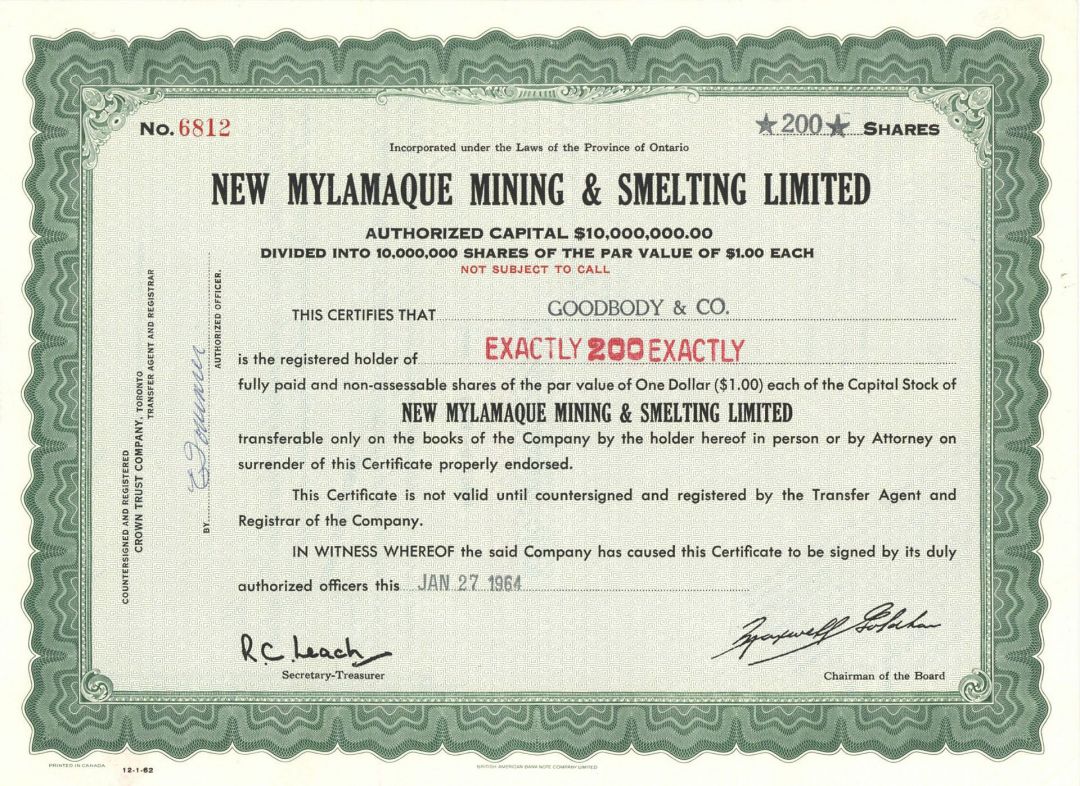 No. 6812
★200★ SHARES
Incorporated under the Laws of the Province of Ontario
NEW MYLAMAQUE MINING & SMELTING LIMITED
AUTHORIZED CAPITAL $10,000,000.00
DIVIDED INTO 10,000,000 SHARES OF THE PAR VALUE OF $1.00 EACH
NOT SUBJECT TO CALL
THIS CERTIFIES THAT GOODBODY & CO.
is the registered holder of EXACTLY 200 EXACTLY
fully paid and non-assessable shares of the par value of One Dollar ($1.00) each of the Capital Stock of
NEW MYLAMAQUE MINING & SMELTING LIMITED
transferable only on the books of the Company by the holder hereof in person or by Attorney on
surrender of this Certificate properly endorsed.
This Certificate is not valid until countersigned and registered by the Transfer Agent and
Registrar of the Company.
IN WITNESS WHEREOF the said Company has caused this Certificate to be signed by its duly
authorized officers this JAN 27 1964
R.C. Leach
Secretary-Treasurer
Maxwell Goldhar
Chairman of the Board
COUNTERSIGNED AND REGISTERED
CROWN TRUST COMPANY, TORONTO
TRANSFER AGENT AND REGISTRAR
BY
AUTHORIZED OFFICER.
PRINTED IN CANADA
12-1-62
BRITISH AMERICAN BANK NOTE COMPANY LIMITED